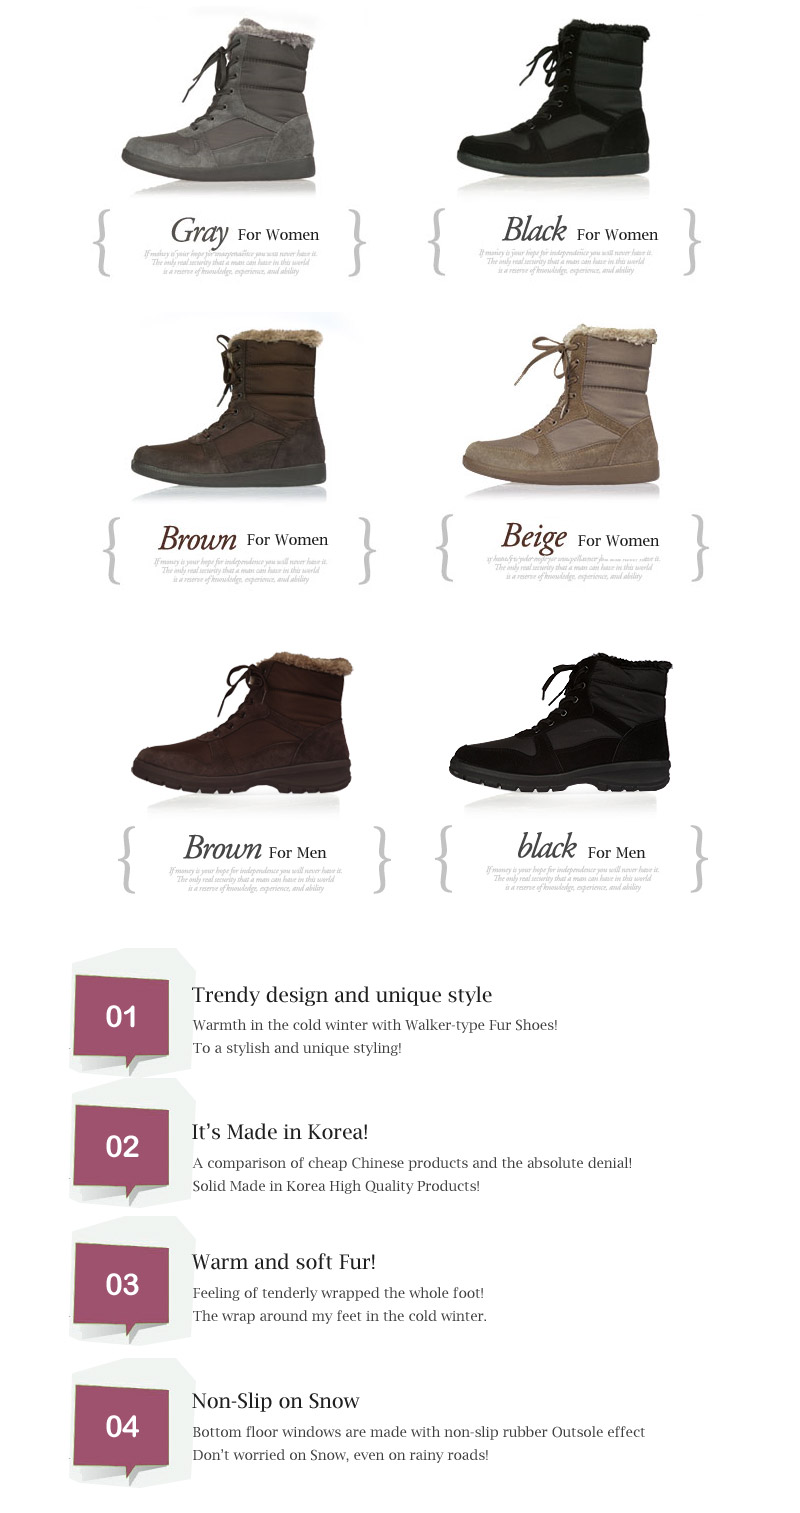 Gray For Women
If money is your hope for independence you will never have it.
The only real security that a man can have in this world
is a reserve of knowledge, experience, and ability
Black For Women
If money is your hope for independence you will never have it.
The only real security that a man can have in this world
is a reserve of knowledge, experience, and ability
Brown For Women
If money is your hope for independence you will never have it.
The only real security that a man can have in this world
is a reserve of knowledge, experience, and ability
Beige For Women
The only real security that a man can have in this world
is a reserve of knowledge, experience, and ability
Brown For Men
If money is your hope for independence you will never have it.
The only real security that a man can have in this world
is a reserve of knowledge, experience, and ability
black For Men
If money is your hope for independence you will never have it.
The only real security that a man can have in this world
is a reserve of knowledge, experience, and ability
01
Trendy design and unique style
Warmth in the cold winter with Walker-type Fur Shoes!
To a stylish and unique styling!
02
It's Made in Korea!
A comparison of cheap Chinese products and the absolute denial!
Solid Made in Korea High Quality Products!
03
Warm and soft Fur!
Feeling of tenderly wrapped the whole foot!
The wrap around my feet in the cold winter.
04
Non-Slip on Snow
Bottom floor windows are made with non-slip rubber Outsole effect
Don't worried on Snow, even on rainy roads!